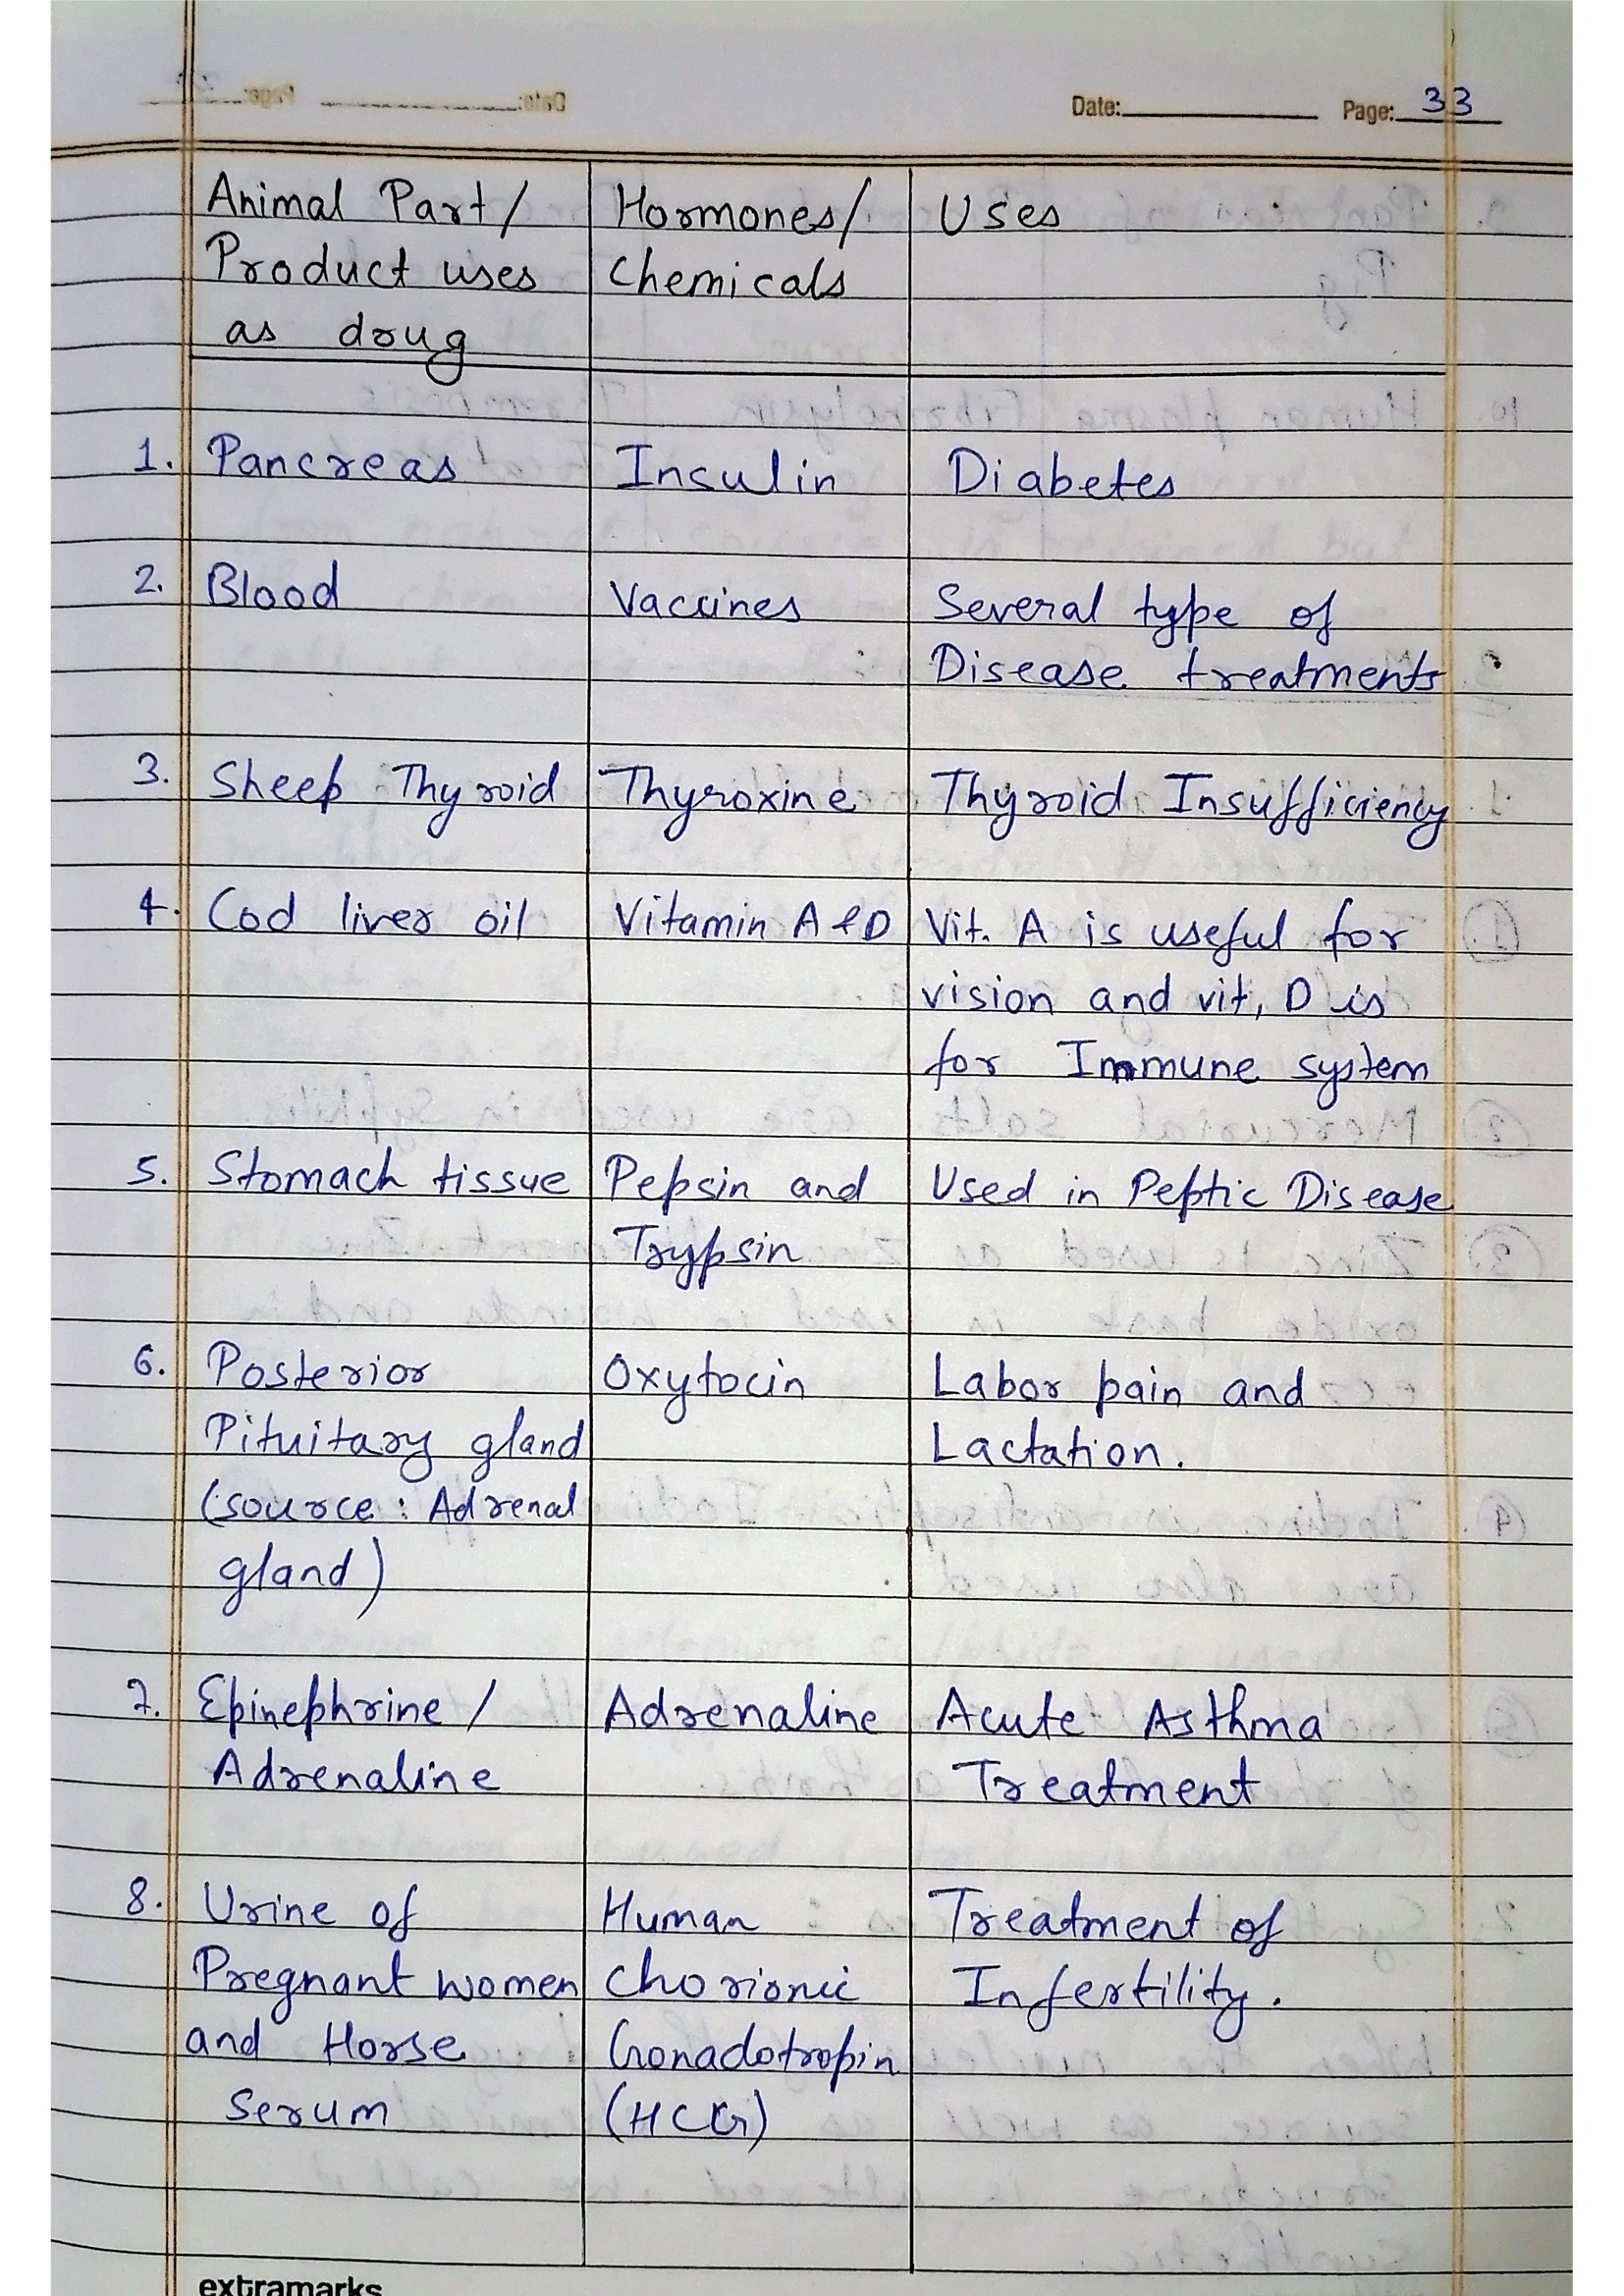 Date: Page: 33
Animal Part/ Hormones/ Uses
Product uses Chemicals
as drug
1. Pancreas Insulin Diabetes
2. Blood Vaccines Several type of
Disease treatments
3. Sheep Thyroid Thyroxine Thyroid Insufficiency
4. Cod liver oil Vitamin A & D Vit. A is useful for
vision and vit, D is
for Immune system
5. Stomach tissue Pepsin and Used in Peptic Disease
Trypsin
6. Posterior Oxytocin Labor pain and
Pituitary gland Lactation.
(source : Adrenal
gland)
7. Epinephrine / Adrenaline Acute Asthma
Adrenaline Treatment
8. Urine of Human Treatment of
Pregnant women Chorionic Infertility.
and Horse Gonadotropin
Serum (HCG)
extramarks